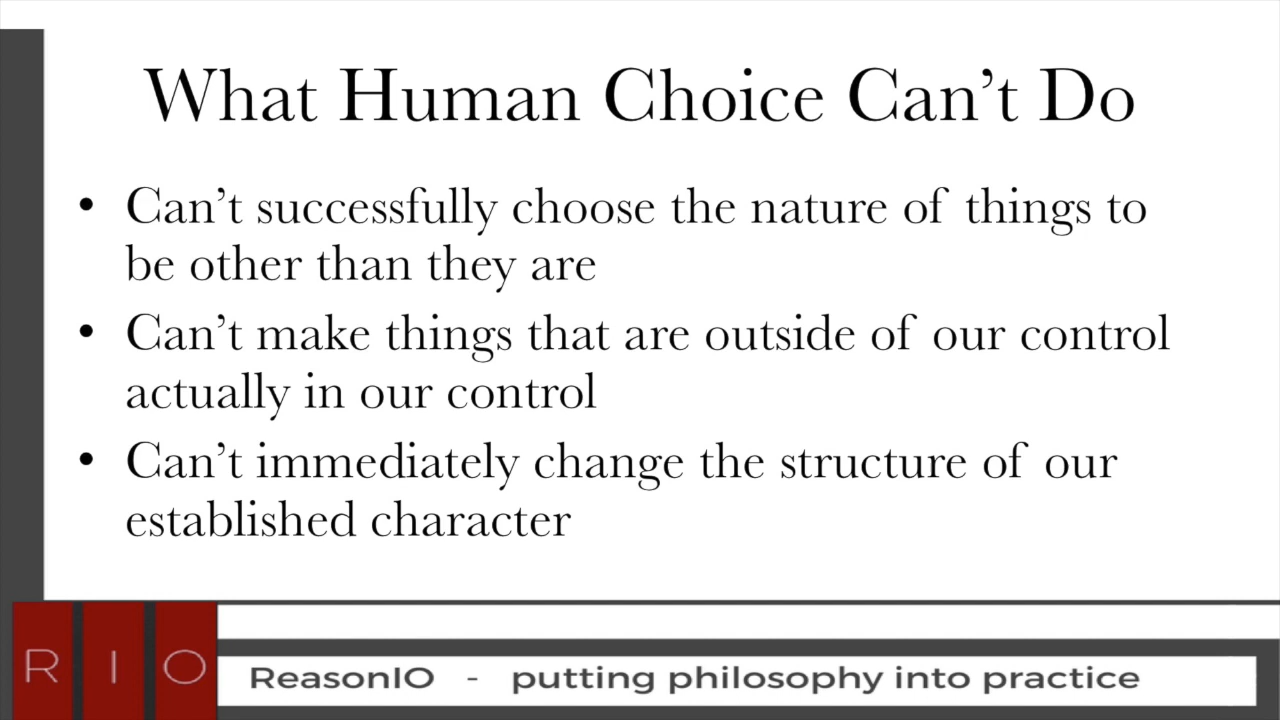 What Human Choice Can’t Do
• Can’t successfully choose the nature of things to
be other than they are
• Can’t make things that are outside of our control
actually in our control
• Can’t immediately change the structure of our
established character
R I O
ReasonIO - putting philosophy into practice